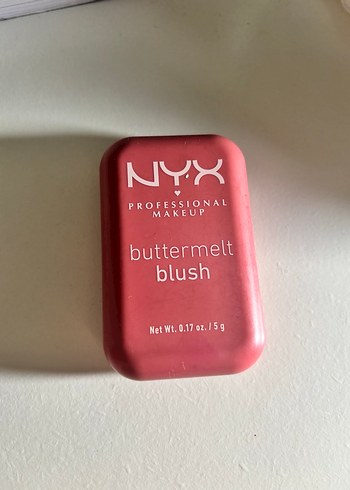 NYX
PROFESSIONAL
MAKEUP
buttermelt
blush
Net Wt. 0.17 oz. / 5 g